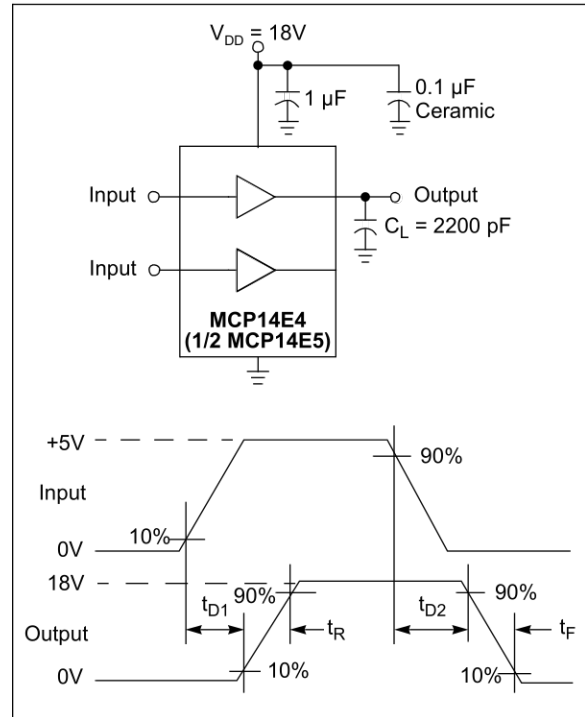 V_DD = 18V
1 µF
0.1 µF
Ceramic
Input
Output
C_L = 2200 pF
Input
MCP14E4
(1/2 MCP14E5)
+5V
90%
Input
10%
0V
18V
t_D1
90%
t_D2
90%
Output
t_R
t_F
0V
10%
10%